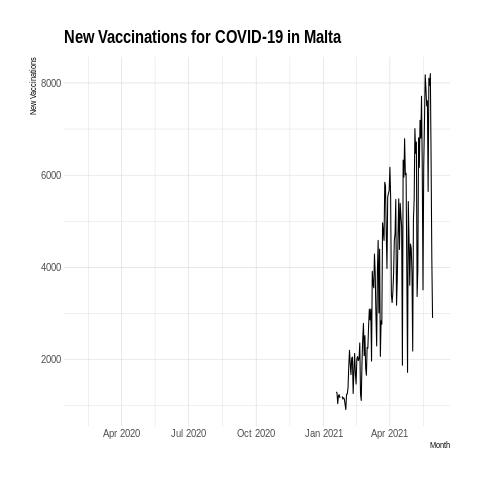 New Vaccinations for COVID-19 in Malta
New Vaccinations
8000
6000
4000
2000
Apr 2020 Jul 2020 Oct 2020 Jan 2021 Apr 2021
Month